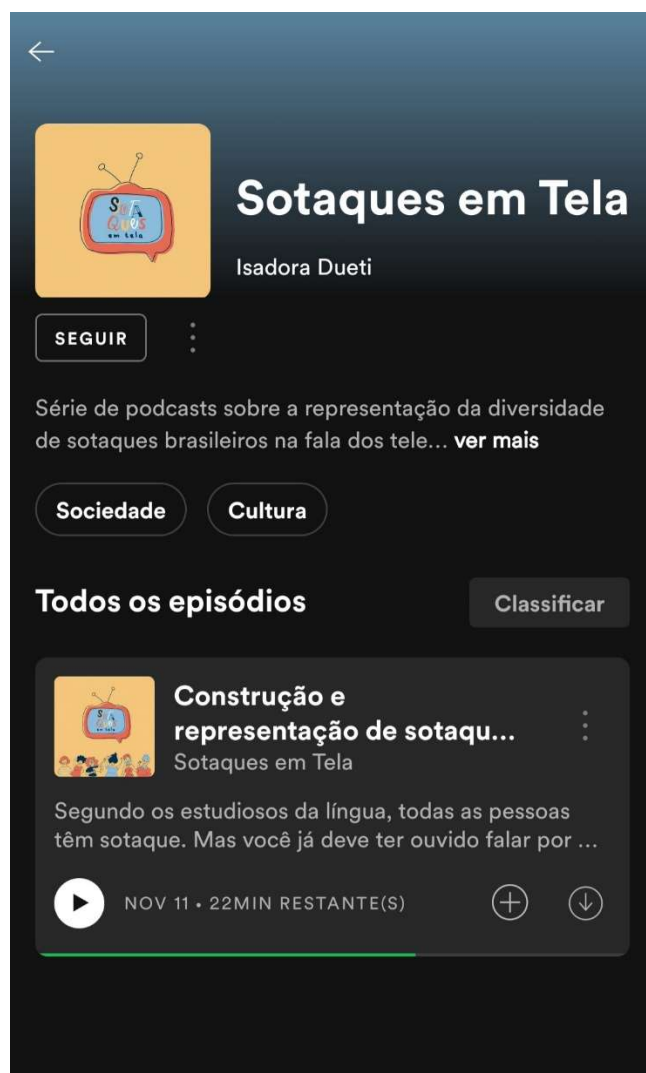 SoTAQues
em tela
Sotaques em Tela
Isadora Dueti
SEGUIR
Série de podcasts sobre a representação da diversidade
de sotaques brasileiros na fala dos tele... ver mais
Sociedade
Cultura
Todos os episódios
Classificar
Construção e
representação de sotaqu...
Sotaques em Tela
Segundo os estudiosos da língua, todas as pessoas
têm sotaque. Mas você já deve ter ouvido falar por ...
NOV 11 • 22MIN RESTANTE(S)